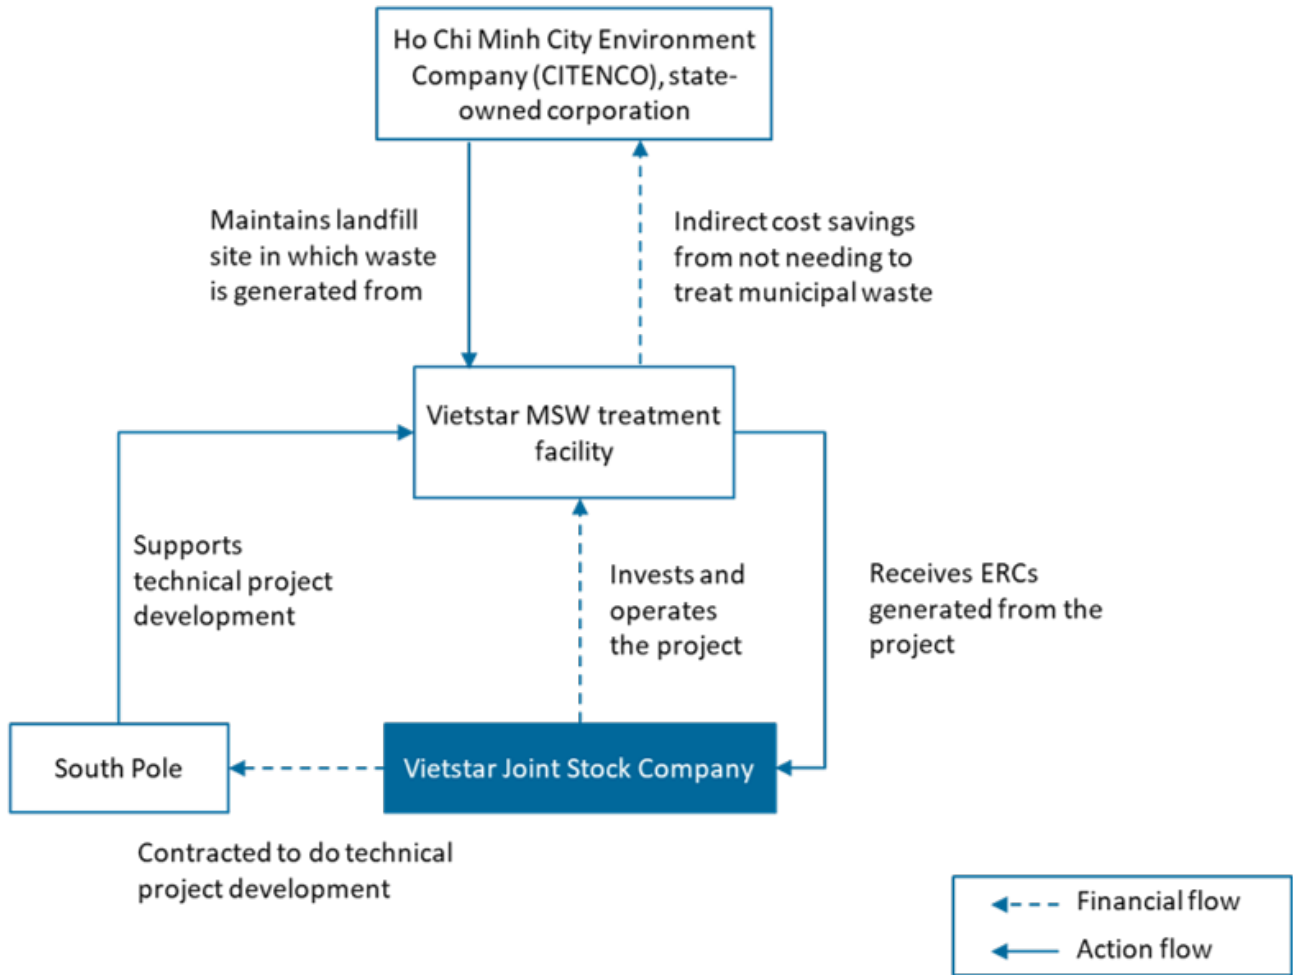 Ho Chi Minh City Environment
Company (CITENCO), state-
owned corporation
Maintains landfill
site in which waste
is generated from
Indirect cost savings
from not needing to
treat municipal waste
Vietstar MSW treatment
facility
Supports
technical project
development
Invests and
operates
the project
Receives ERCs
generated from the
project
South Pole
Vietstar Joint Stock Company
Contracted to do technical
project development
Financial flow
Action flow